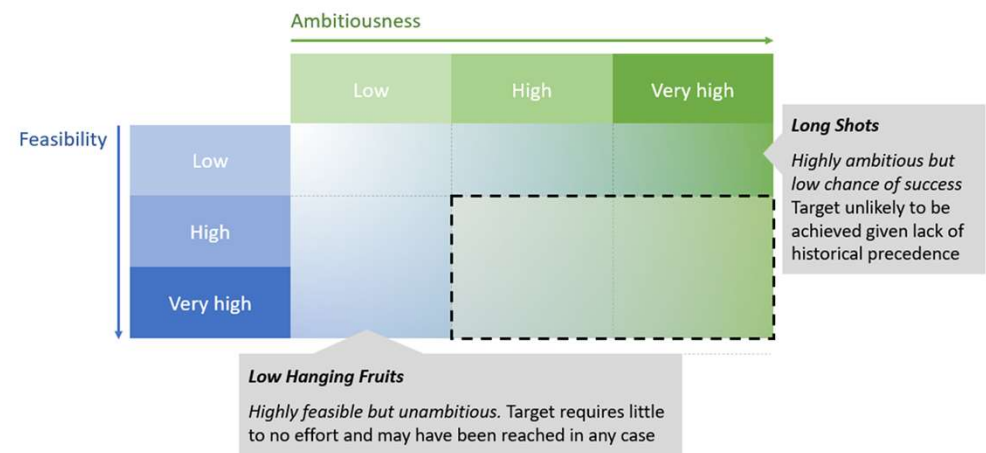 Ambitiousness
Low
High
Very high
Feasibility
Low
High
Very high
Long Shots
Highly ambitious but
low chance of success
Target unlikely to be
achieved given lack of
historical precedence
Low Hanging Fruits
Highly feasible but unambitious. Target requires little
to no effort and may have been reached in any case